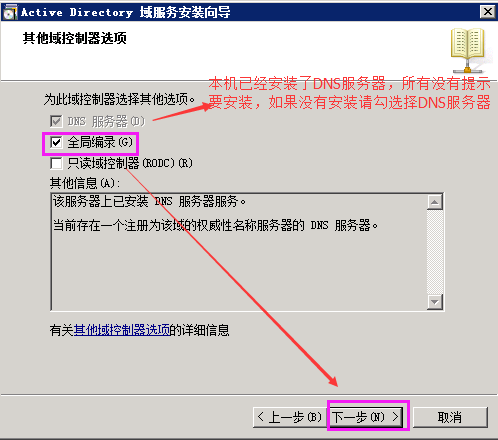 Active Directory 域服务安装向导
其他域控制器选项
本机已经安装了DNS服务器，所有没有提示
要安装，如果没有安装请勾选择DNS服务器
为此域控制器选择其他选项。
DNS 服务器(D)
全局编录(G)
只读域控制器(RODC)(R)
其他信息(A):
该服务器上已安装 DNS 服务器服务。
当前存在一个注册为该域的权威性名称服务器的 DNS 服务器。
有关其他域控制器选项的详细信息
< 上一步(B)
下一步(N) >
取消